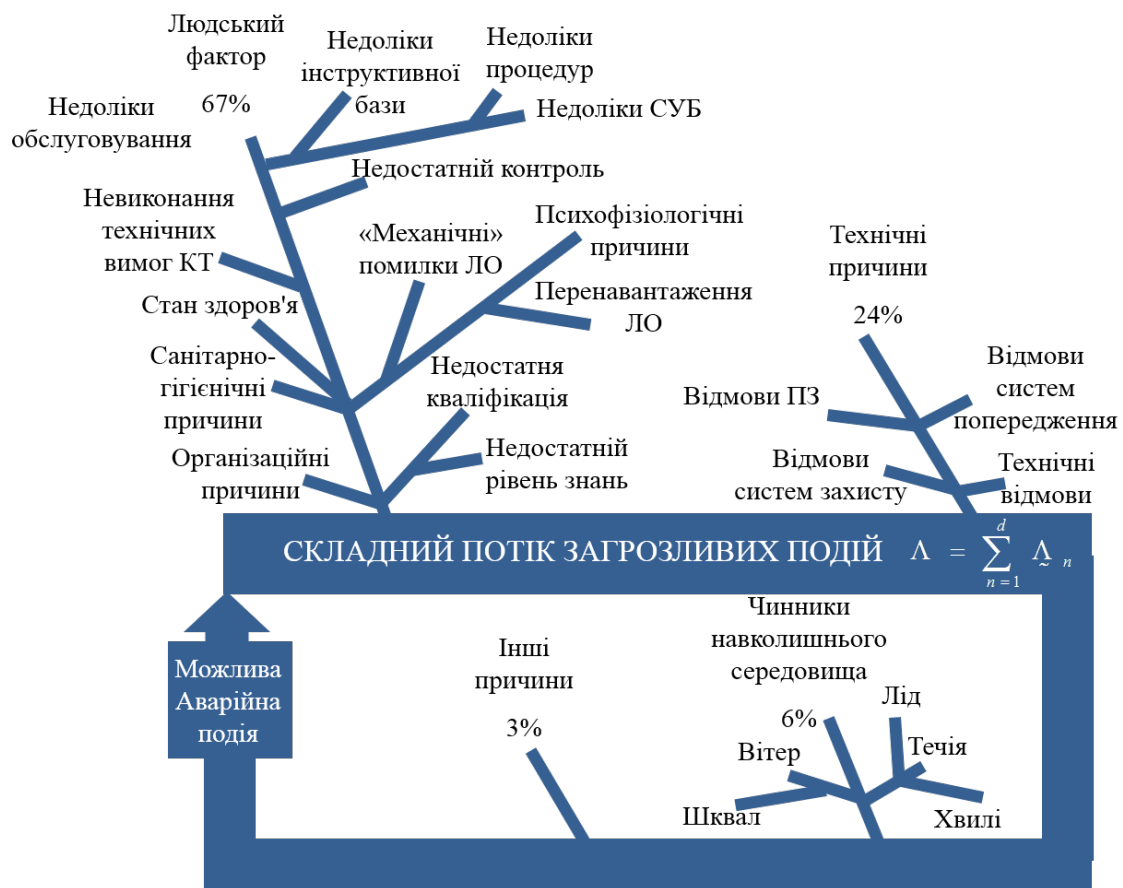 Людський
фактор
67%
Недоліки
інструктивної
бази
Недоліки
процедур
Недоліки СУБ
Недоліки
обслуговування
Недостатній контроль
Невиконання
технічних
вимог КТ
«Механічні»
помилки ЛО
Психофізіологічні
причини
Перенавантаження
ЛО
Стан здоров'я
Санітарно-
гігієнічні
причини
Недостатня
кваліфікація
Організаційні
причини
Недостатній
рівень знань
Технічні
причини
24%
Відмови ПЗ
Відмови
систем
попередження
Відмови
систем захисту
Технічні
відмови
СКЛАДНИЙ ПОТІК ЗАГРОЗЛИВИХ ПОДІЙ Λ = ∑_{n=1}^{d} Λ̰_n
Можлива
Аварійна
подія
Інші
причини
3%
Чинники
навколишнього
середовища
6%
Лід
Вітер
Течія
Шквал
Хвилі